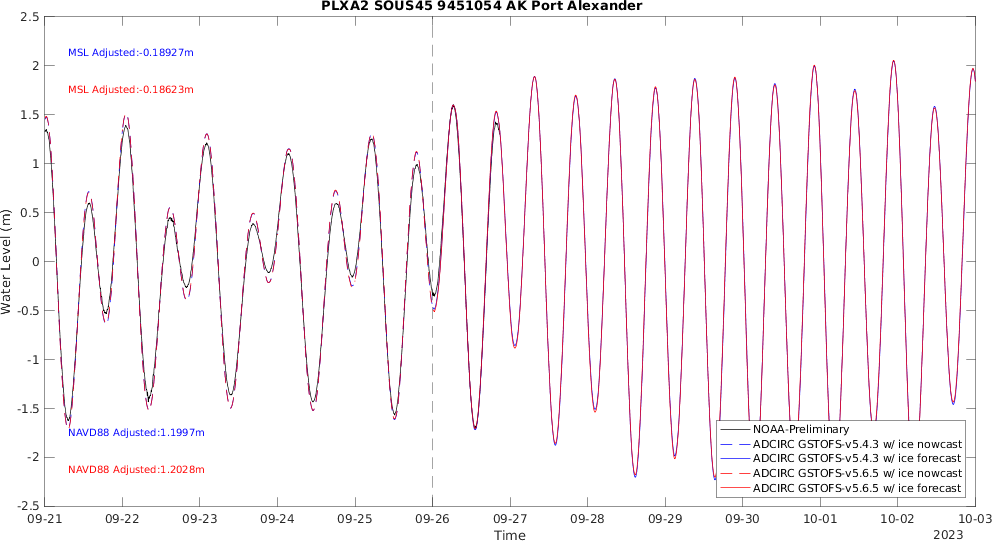 PLXA2 SOUS45 9451054 AK Port Alexander
2.5
2
1.5
1
0.5
0
-0.5
-1
-1.5
-2
-2.5
Water Level (m)
MSL Adjusted:-0.18927m
MSL Adjusted:-0.18623m
NAVD88 Adjusted:1.1997m
NAVD88 Adjusted:1.2028m
NOAA-Preliminary
ADCIRC GSTOFS-v5.4.3 w/ ice nowcast
ADCIRC GSTOFS-v5.4.3 w/ ice forecast
ADCIRC GSTOFS-v5.6.5 w/ ice nowcast
ADCIRC GSTOFS-v5.6.5 w/ ice forecast
09-21 09-22 09-23 09-24 09-25 09-26 09-27 09-28 09-29 09-30 10-01 10-02 10-03
Time
2023